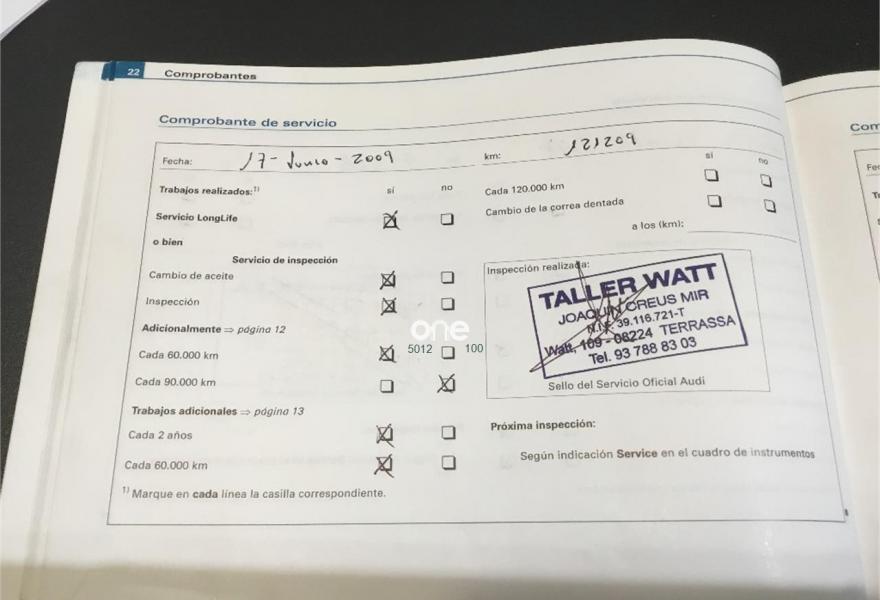 22 Comprobantes
Comprobante de servicio
Fecha: 17-Junio-2009 km: 121209
Trabajos realizados:1) sí no
Servicio LongLife
o bien
Servicio de inspección
Cambio de aceite
Inspección
Adicionalmente ⇒ página 12
Cada 60.000 km
Cada 90.000 km
Trabajos adicionales ⇒ página 13
Cada 2 años
Cada 60.000 km
1) Marque en cada línea la casilla correspondiente.
sí no
Cada 120.000 km
Cambio de la correa dentada
a los (km):
Inspección realizada:
TALLER WATT
JOAQUIN CREUS MIR
N.I.F. 39.116.721-T
Watt, 109 - 08224 TERRASSA
Tel. 93 788 83 03
Sello del Servicio Oficial Audi
Próxima inspección:
Según indicación Service en el cuadro de instrumentos
one
5012 100
Com
Fec